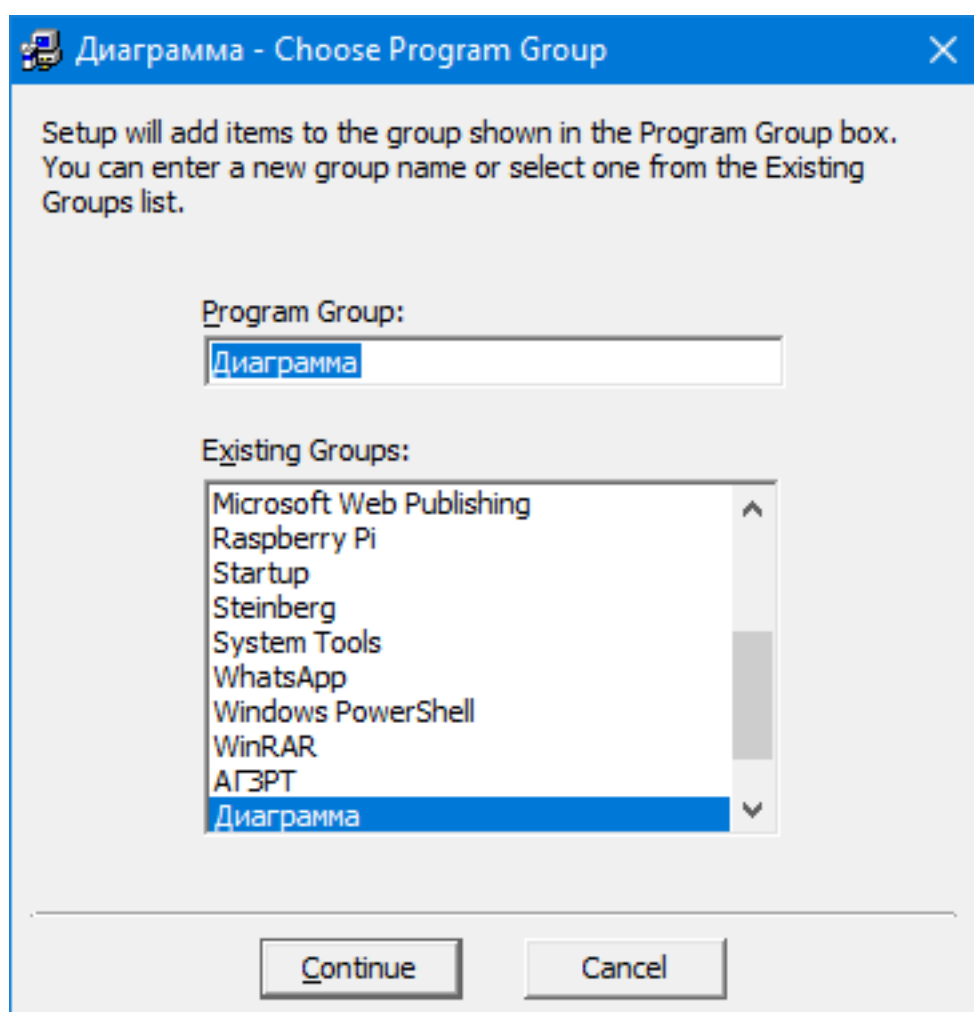 Диаграмма - Choose Program Group
Setup will add items to the group shown in the Program Group box.
You can enter a new group name or select one from the Existing
Groups list.
Program Group:
Диаграмма
Existing Groups:
Microsoft Web Publishing
Raspberry Pi
Startup
Steinberg
System Tools
WhatsApp
Windows PowerShell
WinRAR
АГЗРТ
Диаграмма
Continue
Cancel